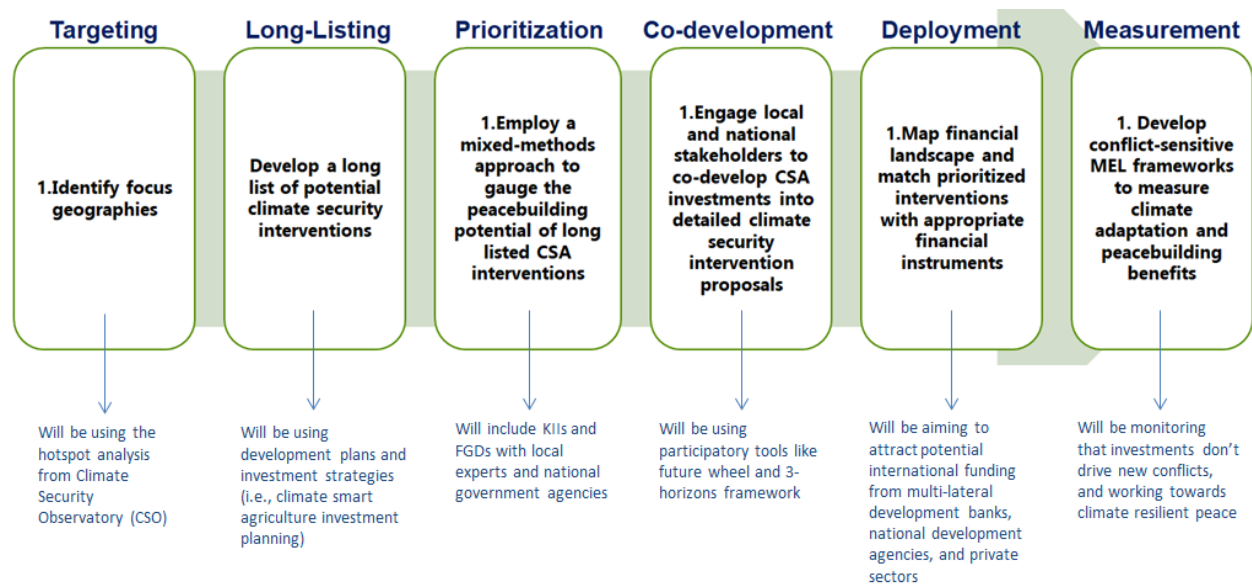 Targeting
Long-Listing
Prioritization
Co-development
Deployment
Measurement
1.Identify focus
geographies
Develop a long
list of potential
climate security
interventions
1.Employ a
mixed-methods
approach to
gauge the
peacebuilding
potential of long
listed CSA
interventions
1.Engage local
and national
stakeholders to
co-develop CSA
investments into
detailed climate
security
intervention
proposals
1.Map financial
landscape and
match prioritized
interventions
with appropriate
financial
instruments
1. Develop
conflict-sensitive
MEL frameworks
to measure
climate
adaptation and
peacebuilding
benefits
Will be using the
hotspot analysis
from Climate
Security
Observatory (CSO)
Will be using
development plans and
investment strategies
(i.e., climate smart
agriculture investment
planning)
Will include KIIs and
FGDs with local
experts and national
government agencies
Will be using
participatory tools like
future wheel and 3-
horizons framework
Will be aiming to
attract potential
international funding
from multi-lateral
development banks,
national development
agencies, and private
sectors
Will be monitoring
that investments don't
drive new conflicts,
and working towards
climate resilient peace